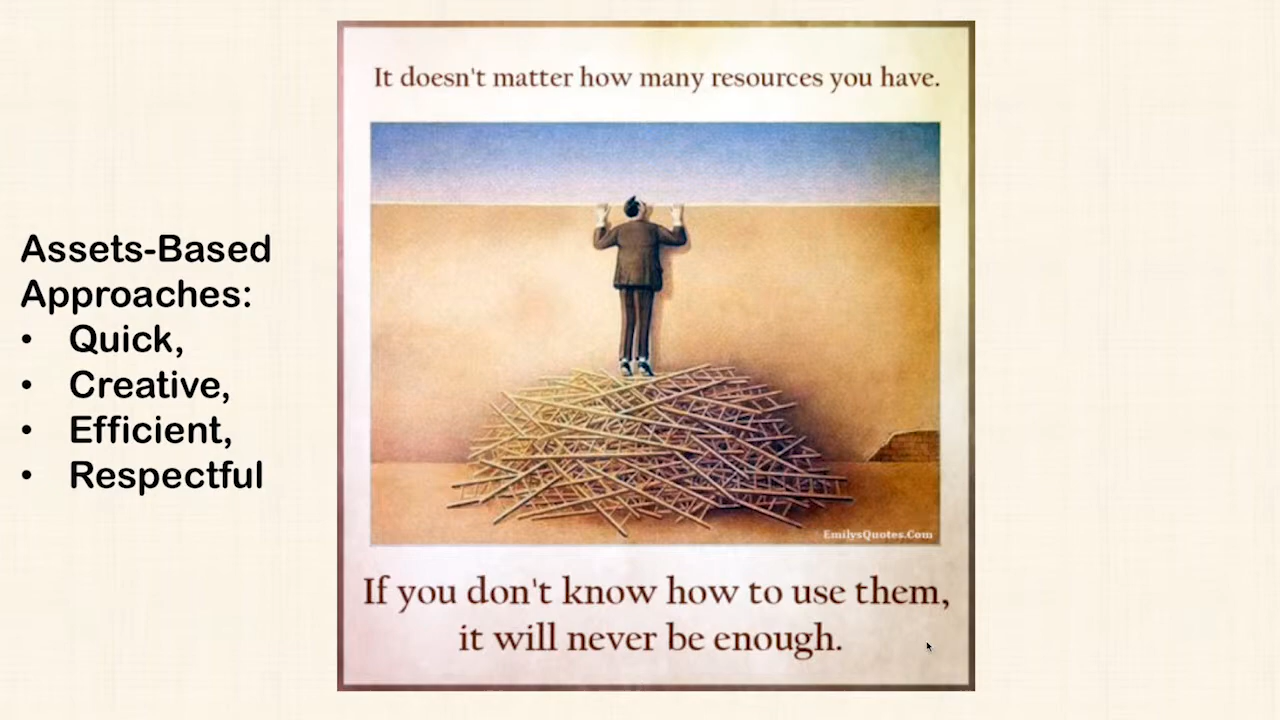 Assets-Based
Approaches:
• Quick,
• Creative,
• Efficient,
• Respectful
It doesn't matter how many resources you have.
EmilysQuotes.Com
If you don't know how to use them,
it will never be enough.